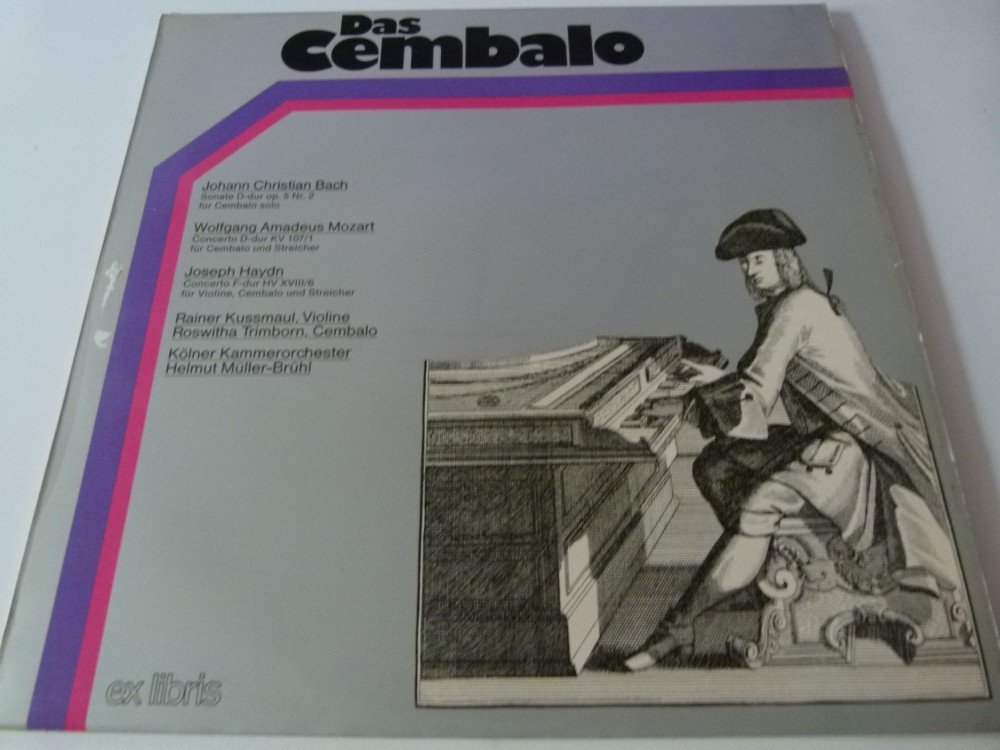 Das
Cembalo
Johann Christian Bach
Sonate D-dur op. 5 Nr. 2
für Cembalo solo
Wolfgang Amadeus Mozart
Concerto D-dur KV 107/1
für Cembalo und Streicher
Joseph Haydn
Concerto F-dur HV XVIII/6
für Violine, Cembalo und Streicher
Rainer Kussmaul, Violine
Roswitha Trimborn, Cembalo
Kölner Kammerorchester
Helmut Müller-Brühl
ex libris